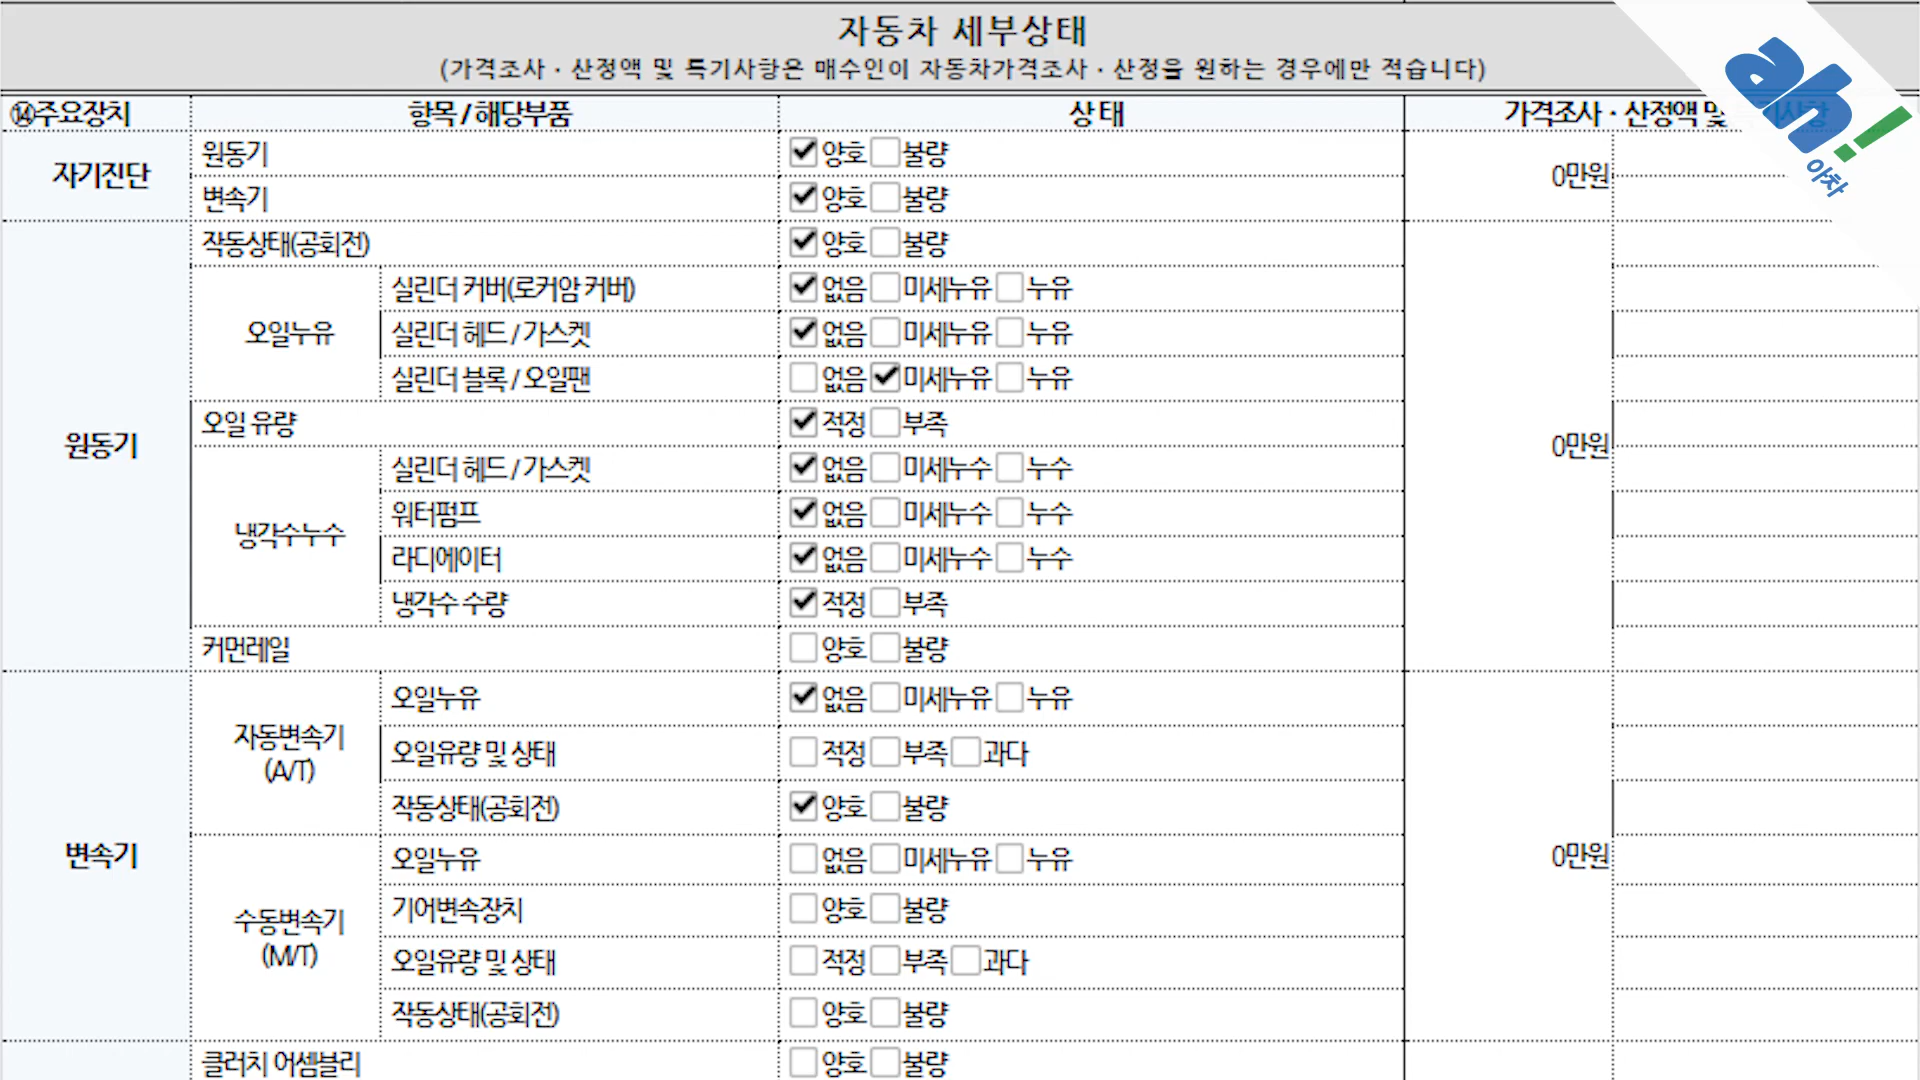 자동차 세부상태
(가격조사 · 산정액 및 특기사항은 매수인이 자동차가격조사 · 산정을 원하는 경우에만 적습니다)
⑭주요장치 항목 / 해당부품 상 태 가격조사 · 산정액 및 특기사항
ah!
아차
자기진단 원동기 양호 불량 0만원
변속기 양호 불량
원동기 작동상태(공회전) 양호 불량 0만원
오일누유 실린더 커버(로커암 커버) 없음 미세누유 누유
실린더 헤드 / 가스켓 없음 미세누유 누유
실린더 블록 / 오일팬 없음 미세누유 누유
오일 유량 적정 부족
냉각수누수 실린더 헤드 / 가스켓 없음 미세누수 누수
워터펌프 없음 미세누수 누수
라디에이터 없음 미세누수 누수
냉각수 수량 적정 부족
커먼레일 양호 불량
변속기 자동변속기 (A/T) 오일누유 없음 미세누유 누유 0만원
오일유량 및 상태 적정 부족 과다
작동상태(공회전) 양호 불량
수동변속기 (M/T) 오일누유 없음 미세누유 누유
기어변속장치 양호 불량
오일유량 및 상태 적정 부족 과다
작동상태(공회전) 양호 불량
클러치 어셈블리 양호 불량